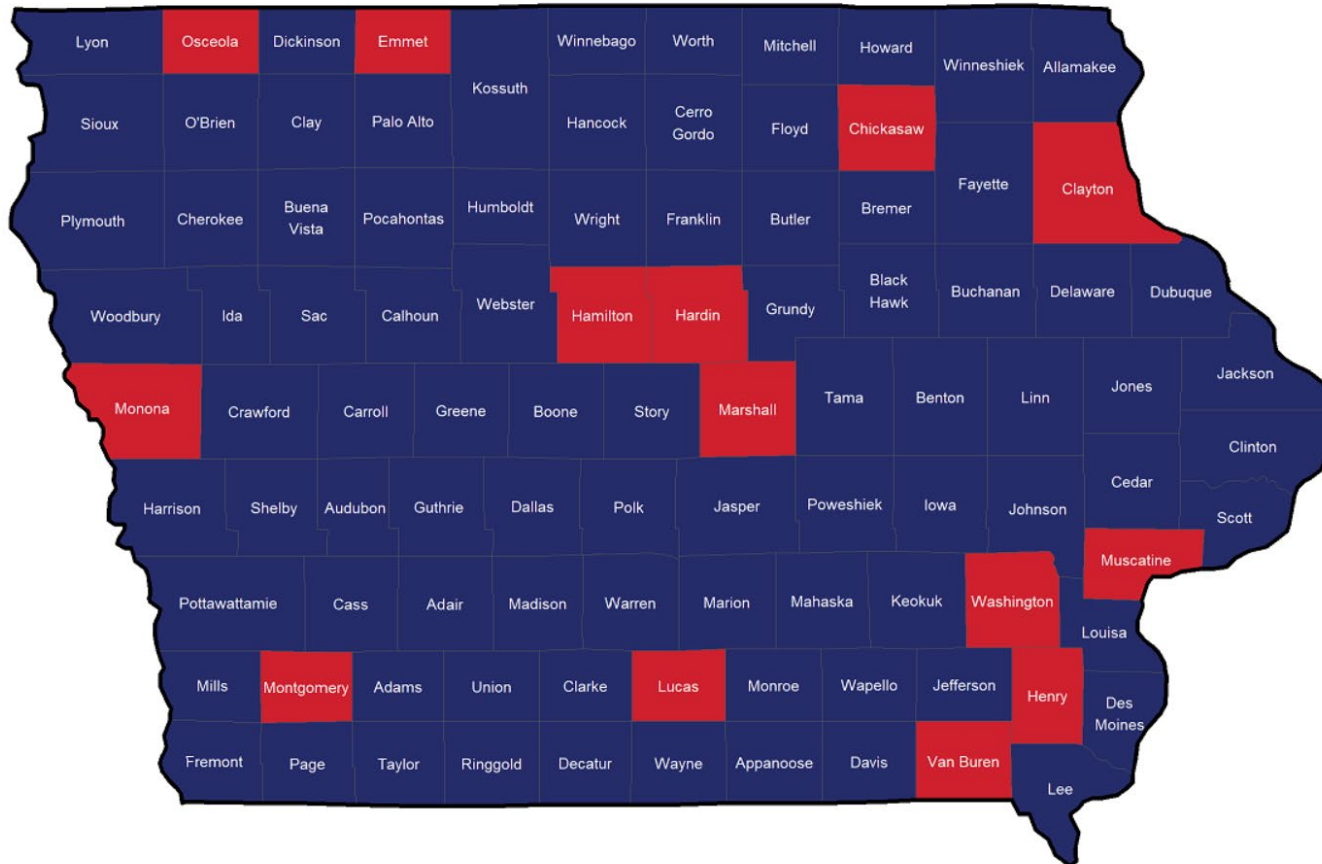 Lyon
Osceola
Dickinson
Emmet
Kossuth
Winnebago
Worth
Mitchell
Howard
Winneshiek
Allamakee
Sioux
O'Brien
Clay
Palo Alto
Hancock
Cerro
Gordo
Floyd
Chickasaw
Fayette
Clayton
Plymouth
Cherokee
Buena
Vista
Pocahontas
Humboldt
Wright
Franklin
Butler
Bremer
Woodbury
Ida
Sac
Calhoun
Webster
Hamilton
Hardin
Grundy
Black
Hawk
Buchanan
Delaware
Dubuque
Monona
Crawford
Carroll
Greene
Boone
Story
Marshall
Tama
Benton
Linn
Jones
Jackson
Clinton
Harrison
Shelby
Audubon
Guthrie
Dallas
Polk
Jasper
Poweshiek
Iowa
Johnson
Cedar
Scott
Muscatine
Pottawattamie
Cass
Adair
Madison
Warren
Marion
Mahaska
Keokuk
Washington
Louisa
Mills
Montgomery
Adams
Union
Clarke
Lucas
Monroe
Wapello
Jefferson
Henry
Des
Moines
Fremont
Page
Taylor
Ringgold
Decatur
Wayne
Appanoose
Davis
Van Buren
Lee